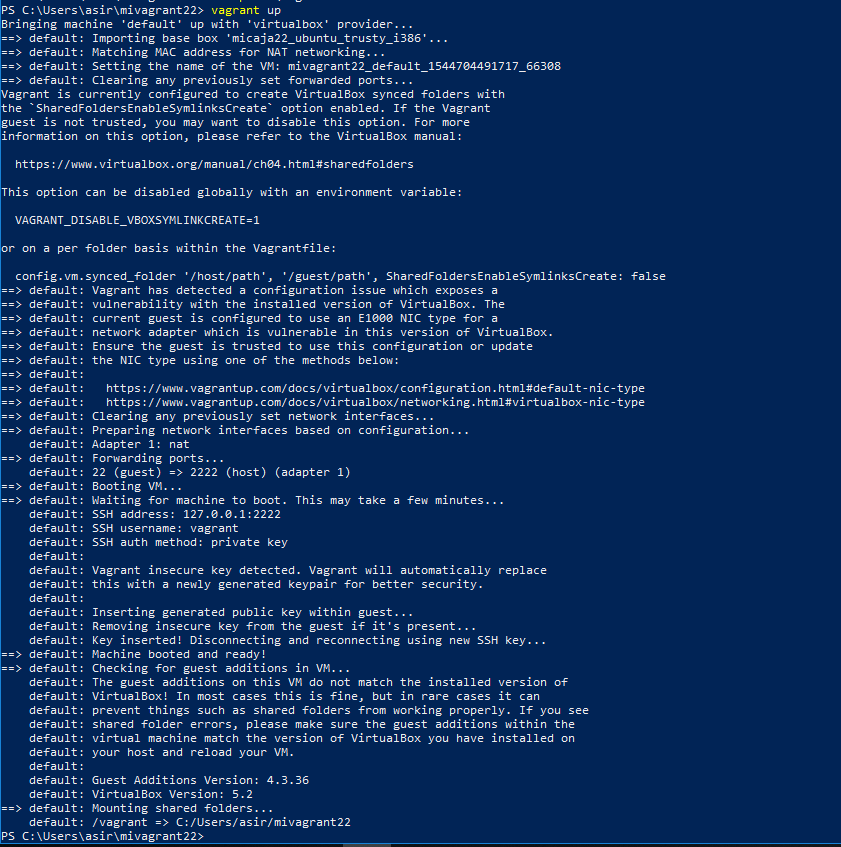 PS C:\Users\asir\mivagrant22> vagrant up
Bringing machine 'default' up with 'virtualbox' provider...
==> default: Importing base box 'micaja22_ubuntu_trusty_i386'...
==> default: Matching MAC address for NAT networking...
==> default: Setting the name of the VM: mivagrant22_default_1544704491717_66308
==> default: Clearing any previously set forwarded ports...
Vagrant is currently configured to create VirtualBox synced folders with
the `SharedFoldersEnableSymlinksCreate` option enabled. If the Vagrant
guest is not trusted, you may want to disable this option. For more
information on this option, please refer to the VirtualBox manual:

  https://www.virtualbox.org/manual/ch04.html#sharedfolders

This option can be disabled globally with an environment variable:

  VAGRANT_DISABLE_VBOXSYMLINKCREATE=1

or on a per folder basis within the Vagrantfile:

  config.vm.synced_folder '/host/path', '/guest/path', SharedFoldersEnableSymlinksCreate: false
==> default: Vagrant has detected a configuration issue which exposes a
==> default: vulnerability with the installed version of VirtualBox. The
==> default: current guest is configured to use an E1000 NIC type for a
==> default: network adapter which is vulnerable in this version of VirtualBox.
==> default: Ensure the guest is trusted to use this configuration or update
==> default: the NIC type using one of the methods below:
==> default:
==> default:   https://www.vagrantup.com/docs/virtualbox/configuration.html#default-nic-type
==> default:   https://www.vagrantup.com/docs/virtualbox/networking.html#virtualbox-nic-type
==> default: Clearing any previously set network interfaces...
==> default: Preparing network interfaces based on configuration...
    default: Adapter 1: nat
==> default: Forwarding ports...
    default: 22 (guest) => 2222 (host) (adapter 1)
==> default: Booting VM...
==> default: Waiting for machine to boot. This may take a few minutes...
    default: SSH address: 127.0.0.1:2222
    default: SSH username: vagrant
    default: SSH auth method: private key
    default:
    default: Vagrant insecure key detected. Vagrant will automatically replace
    default: this with a newly generated keypair for better security.
    default:
    default: Inserting generated public key within guest...
    default: Removing insecure key from the guest if it's present...
    default: Key inserted! Disconnecting and reconnecting using new SSH key...
==> default: Machine booted and ready!
==> default: Checking for guest additions in VM...
    default: The guest additions on this VM do not match the installed version of
    default: VirtualBox! In most cases this is fine, but in rare cases it can
    default: prevent things such as shared folders from working properly. If you see
    default: shared folder errors, please make sure the guest additions within the
    default: virtual machine match the version of VirtualBox you have installed on
    default: your host and reload your VM.
    default:
    default: Guest Additions Version: 4.3.36
    default: VirtualBox Version: 5.2
==> default: Mounting shared folders...
    default: /vagrant => C:/Users/asir/mivagrant22
PS C:\Users\asir\mivagrant22>